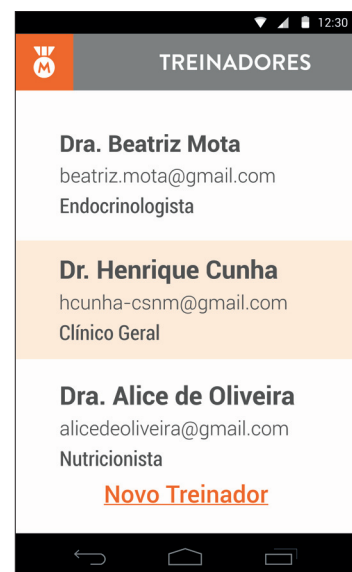 12:30
M
TREINADORES
Dra. Beatriz Mota
beatriz.mota@gmail.com
Endocrinologista
Dr. Henrique Cunha
hcunha-csnm@gmail.com
Clínico Geral
Dra. Alice de Oliveira
alicedeoliveira@gmail.com
Nutricionista
Novo Treinador